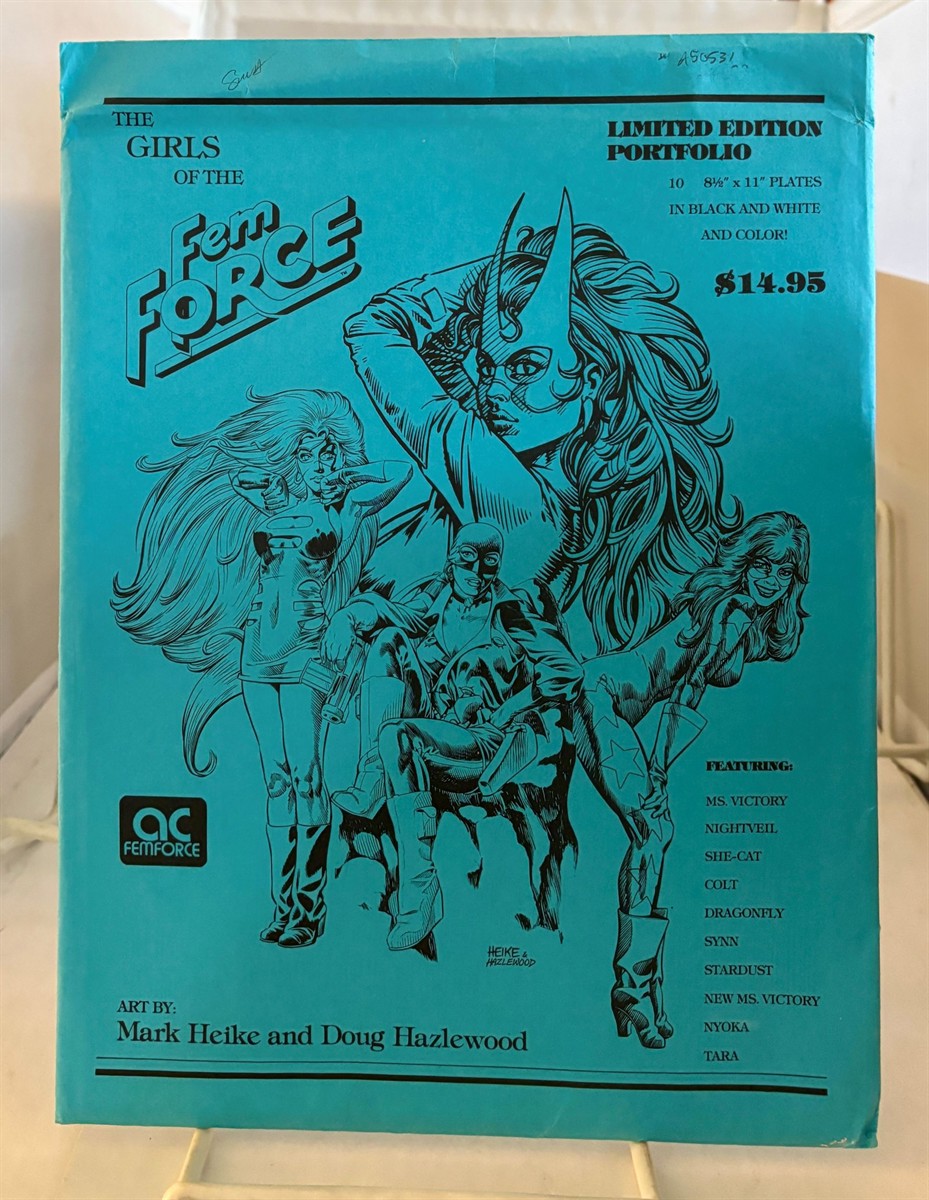 THE
GIRLS
OF THE
Fem
FORCE™
LIMITED EDITION
PORTFOLIO
10 8½" x 11" PLATES
IN BLACK AND WHITE
AND COLOR!
$14.95
FEATURING:
MS. VICTORY
NIGHTVEIL
SHE-CAT
COLT
DRAGONFLY
SYNN
STARDUST
NEW MS. VICTORY
NYOKA
TARA
ac
FEMFORCE
HEIKE &
HAZLEWOOD
ART BY:
Mark Heike and Doug Hazlewood